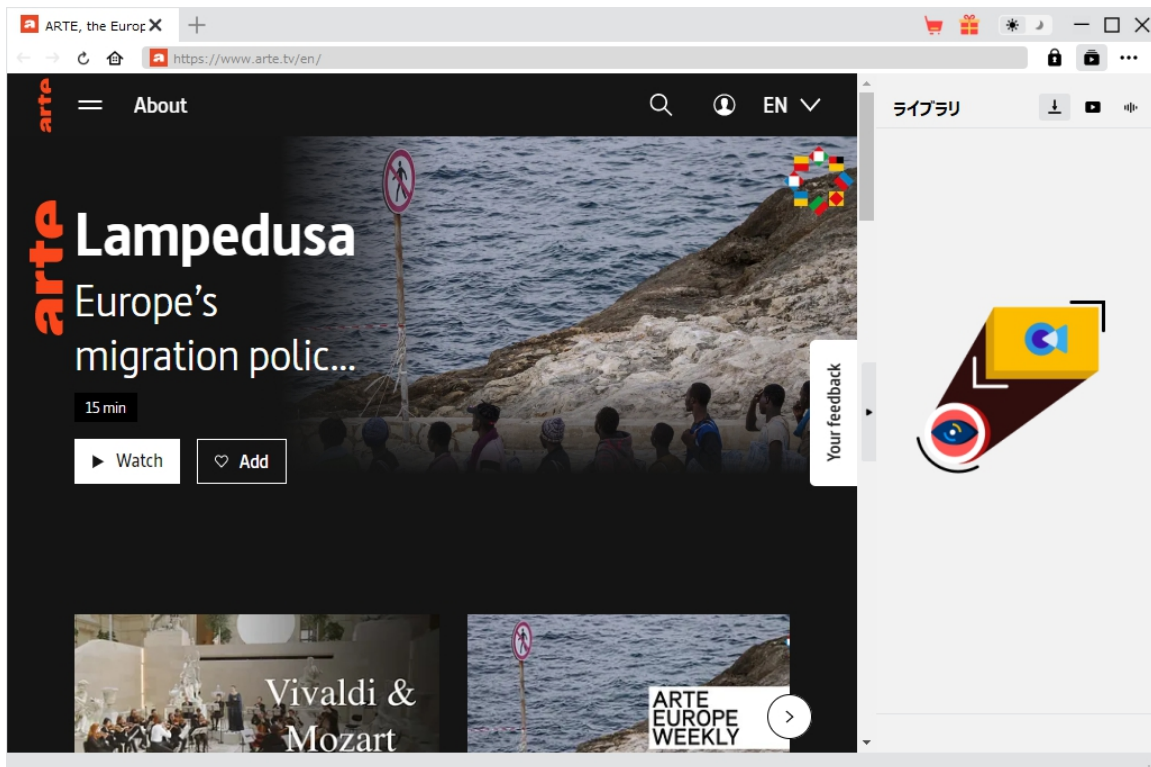 ARTE, the Europ
https://www.arte.tv/en/
arte
About
EN
ライブラリ
arte
Lampedusa
Europe's
migration polic...
15 min
Watch
Add
Your feedback
Vivaldi &
Mozart
ARTE
EUROPE
WEEKLY